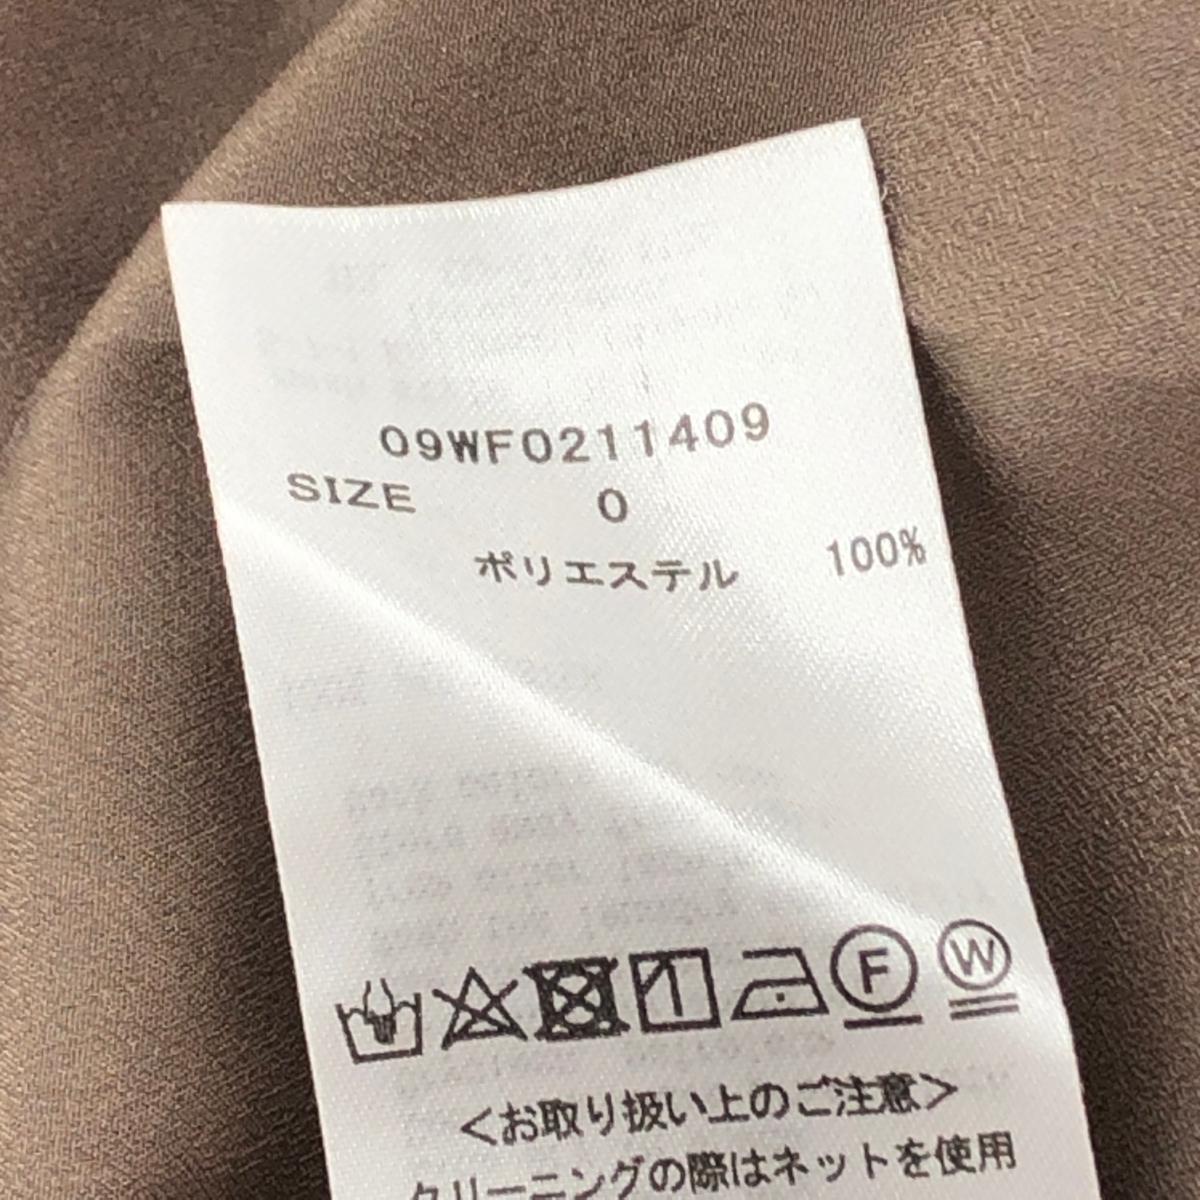 09WF0211409
SIZE 0
ポリエステル 100%
F W
<お取り扱い上のご注意>
クリーニングの際はネットを使用